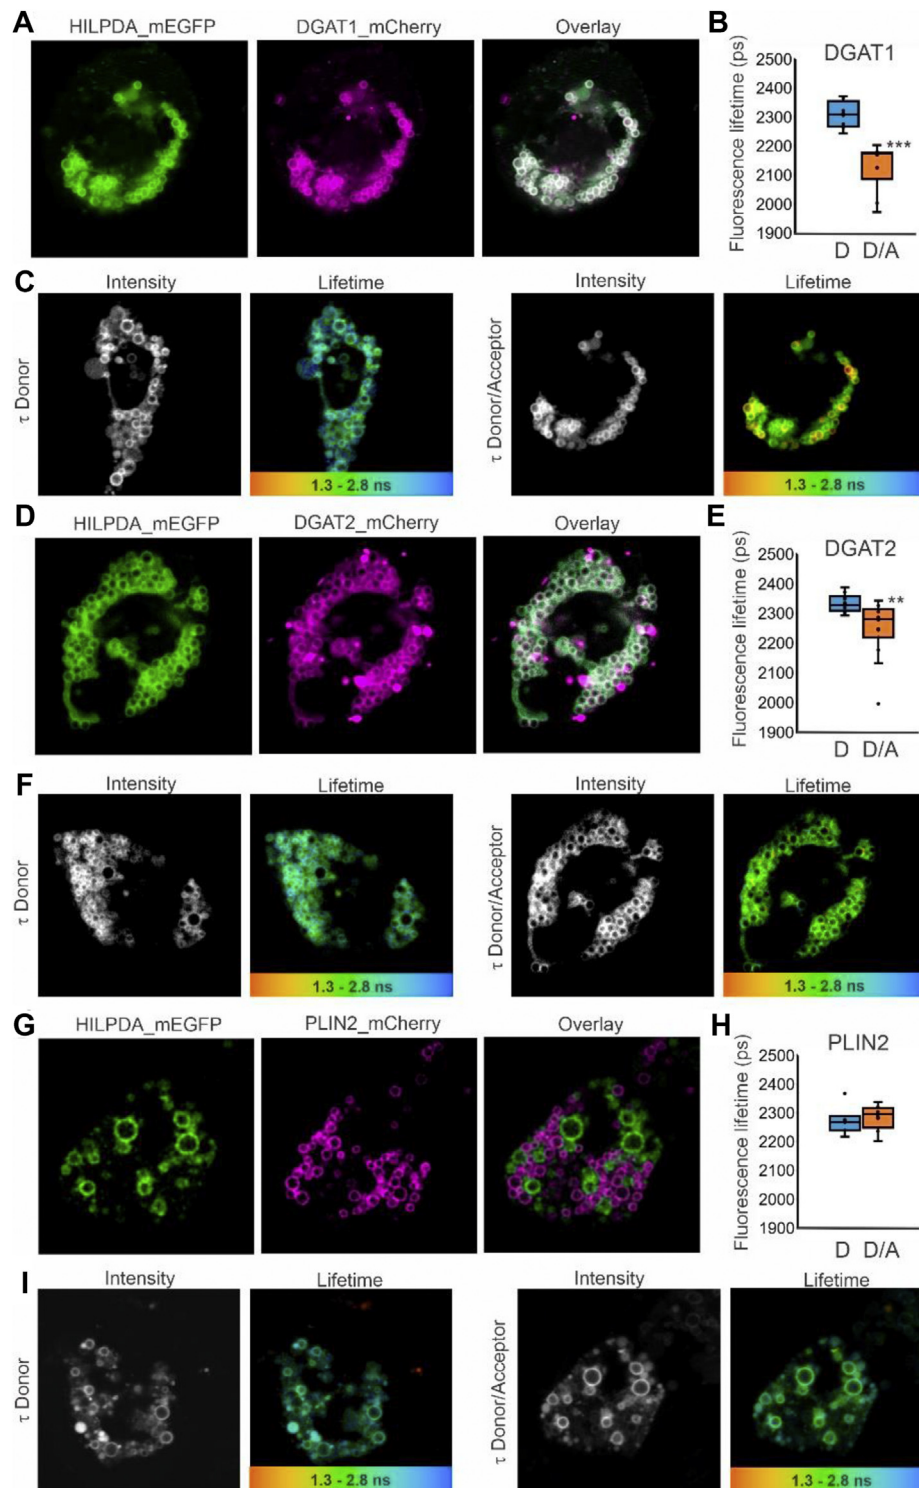 A HILPDA_mEGFP DGAT1_mCherry Overlay
B DGAT1
Fluorescence lifetime (ps)
2500
2400
2300
2200
2100
2000
1900
***
D D/A
C Intensity Lifetime Intensity Lifetime
τ Donor
1.3 - 2.8 ns
τ Donor/Acceptor
1.3 - 2.8 ns
D HILPDA_mEGFP DGAT2_mCherry Overlay
E DGAT2
Fluorescence lifetime (ps)
2500
2400
2300
2200
2100
2000
1900
**
D D/A
F Intensity Lifetime Intensity Lifetime
τ Donor
1.3 - 2.8 ns
τ Donor/Acceptor
1.3 - 2.8 ns
G HILPDA_mEGFP PLIN2_mCherry Overlay
H PLIN2
Fluorescence lifetime (ps)
2500
2400
2300
2200
2100
2000
1900
D D/A
I Intensity Lifetime Intensity Lifetime
τ Donor
1.3 - 2.8 ns
τ Donor/Acceptor
1.3 - 2.8 ns